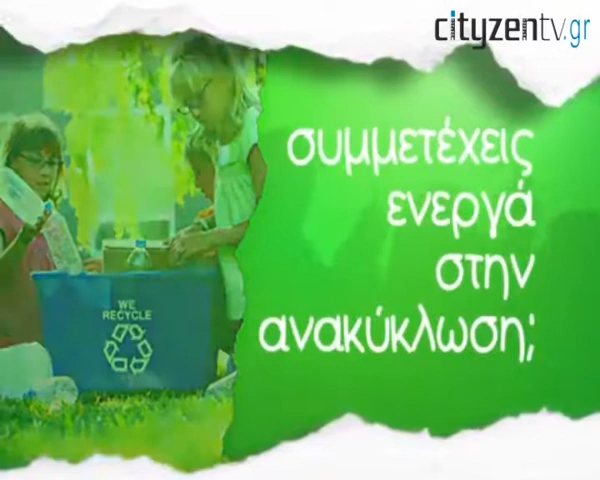 cityzentv.gr
συμμετέχεις
ενεργά
στην
ανακύκλωση;
WE
RECYCLE